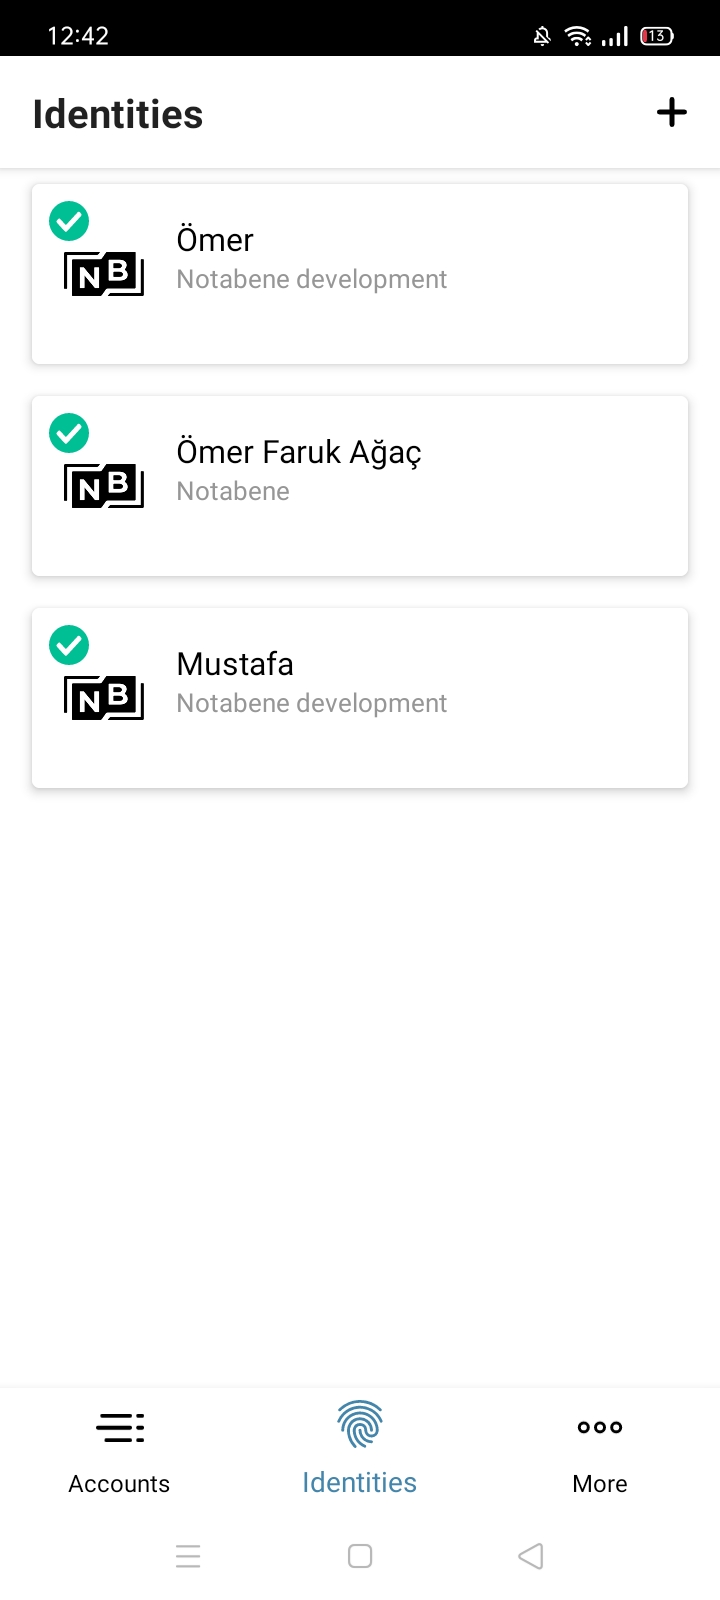 12:42
13
Identities
Ömer
NB
Notabene development
Ömer Faruk Ağaç
NB
Notabene
Mustafa
NB
Notabene development
Accounts
Identities
More